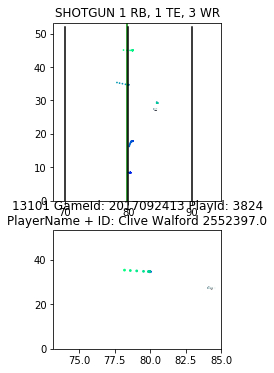 SHOTGUN 1 RB, 1 TE, 3 WR
50
40
30
20
10
0
70 80 90
13101 GameId: 2017092413 PlayId: 3824
PlayerName + ID: Clive Walford 2552397.0
40
20
0
75.0 77.5 80.0 82.5 85.0